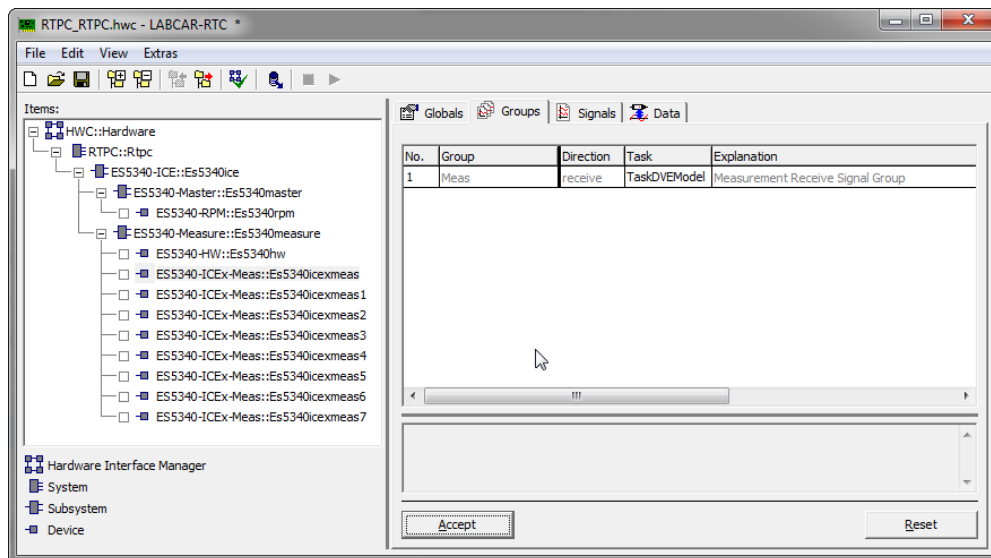 RTPC_RTPC.hwc - LABCAR-RTC *
File Edit View Extras
Items:
HWC::Hardware
RTPC::Rtpc
ES5340-ICE::Es5340ice
ES5340-Master::Es5340master
ES5340-RPM::Es5340rpm
ES5340-Measure::Es5340measure
ES5340-HW::Es5340hw
ES5340-ICEx-Meas::Es5340icexmeas
ES5340-ICEx-Meas::Es5340icexmeas1
ES5340-ICEx-Meas::Es5340icexmeas2
ES5340-ICEx-Meas::Es5340icexmeas3
ES5340-ICEx-Meas::Es5340icexmeas4
ES5340-ICEx-Meas::Es5340icexmeas5
ES5340-ICEx-Meas::Es5340icexmeas6
ES5340-ICEx-Meas::Es5340icexmeas7
Hardware Interface Manager
System
Subsystem
Device
Globals Groups Signals Data
No. Group Direction Task Explanation
1 Meas receive TaskDVEModel Measurement Receive Signal Group
Accept Reset